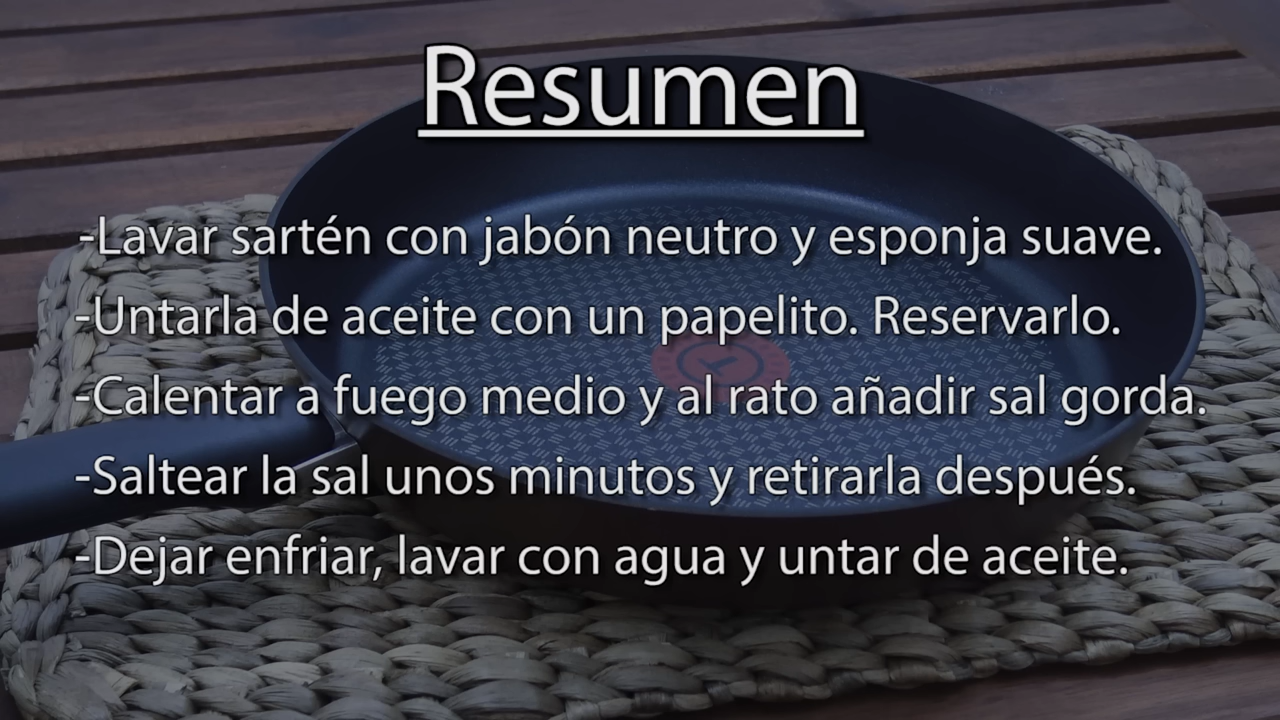 Resumen
-Lavar sartén con jabón neutro y esponja suave.
-Untarla de aceite con un papelito. Reservarlo.
-Calentar a fuego medio y al rato añadir sal gorda.
-Saltear la sal unos minutos y retirarla después.
-Dejar enfriar, lavar con agua y untar de aceite.